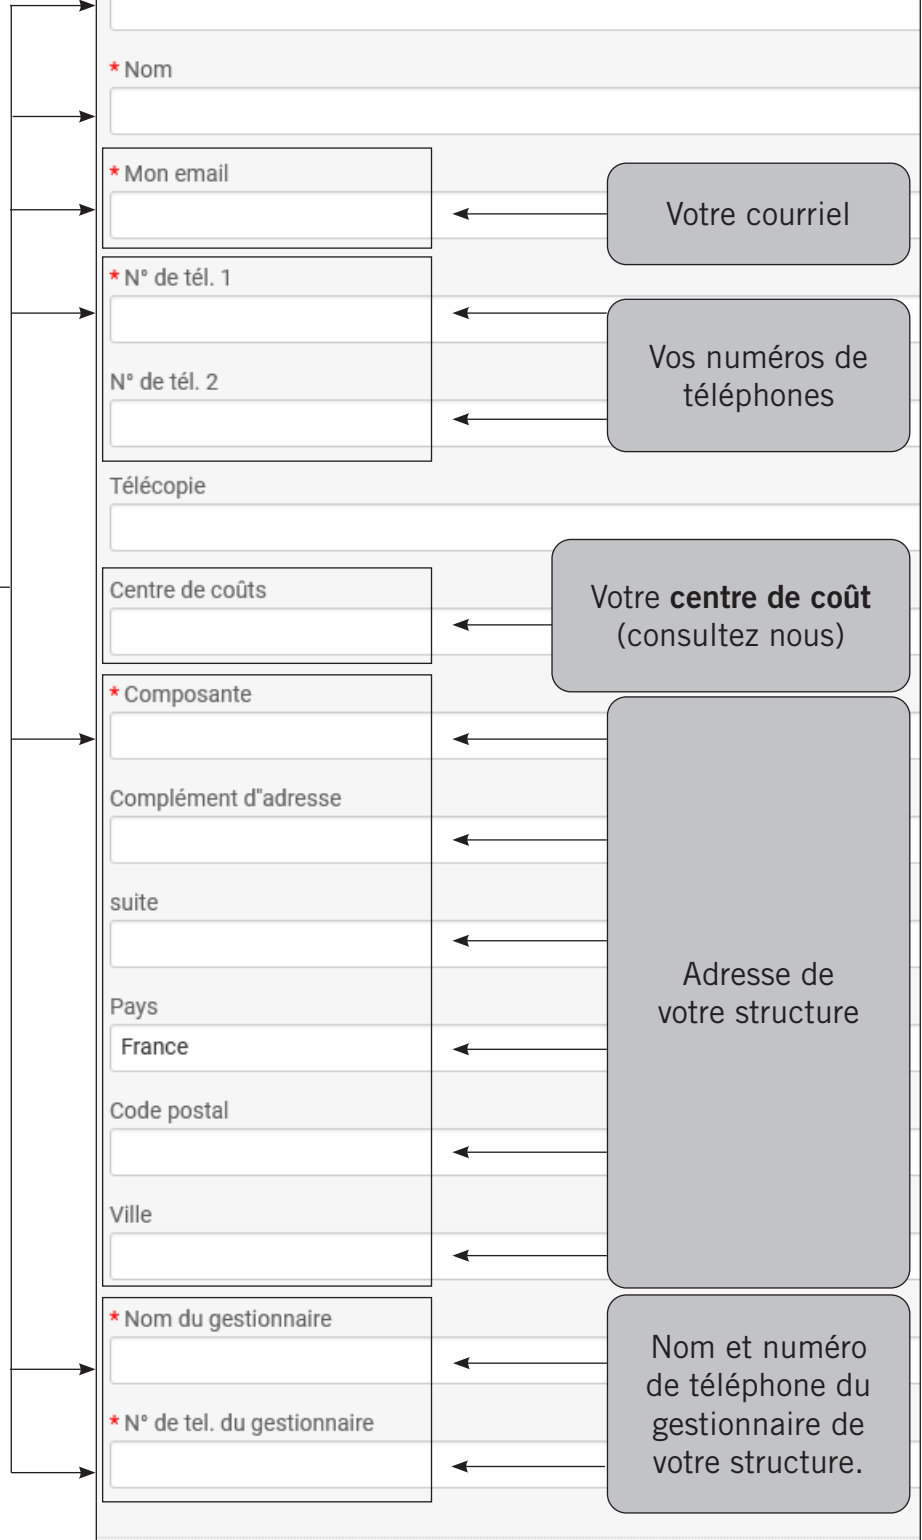 * Nom
* Mon email
Votre courriel
* N° de tél. 1
Vos numéros de
téléphones
N° de tél. 2
Télécopie
Centre de coûts
Votre centre de coût
(consultez nous)
* Composante
Complément d"adresse
suite
Adresse de
votre structure
Pays
France
Code postal
Ville
* Nom du gestionnaire
Nom et numéro
de téléphone du
gestionnaire de
votre structure.
* N° de tel. du gestionnaire